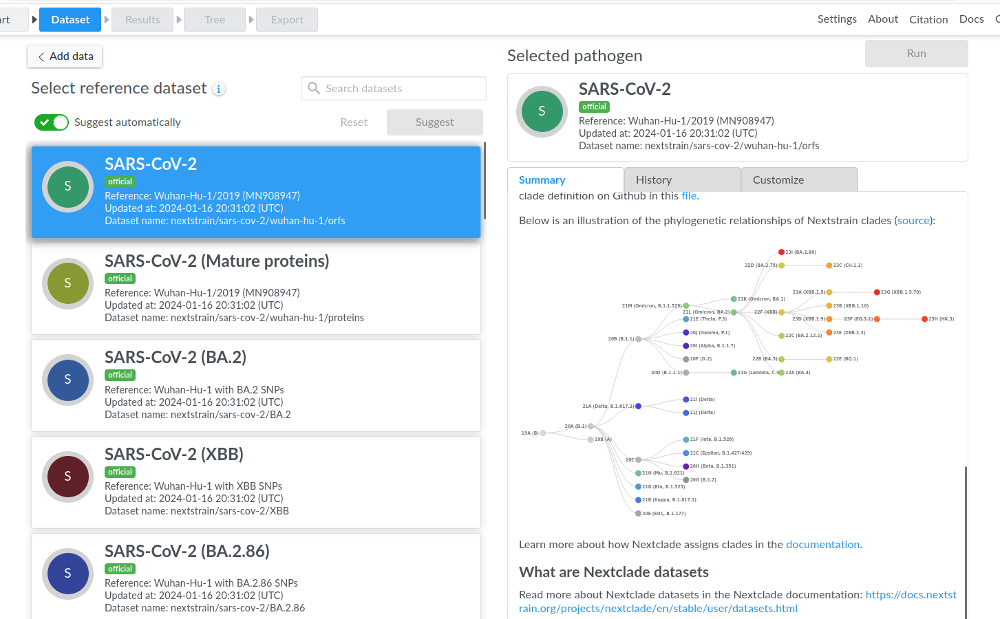 rt
Dataset
Results
Tree
Export
Settings
About
Citation
Docs
Add data
Select reference dataset
i
Search datasets
Suggest automatically
Reset
Suggest
S
SARS-CoV-2
official
Reference: Wuhan-Hu-1/2019 (MN908947)
Updated at: 2024-01-16 20:31:02 (UTC)
Dataset name: nextstrain/sars-cov-2/wuhan-hu-1/orfs
S
SARS-CoV-2 (Mature proteins)
official
Reference: Wuhan-Hu-1/2019 (MN908947)
Updated at: 2024-01-16 20:31:02 (UTC)
Dataset name: nextstrain/sars-cov-2/wuhan-hu-1/proteins
S
SARS-CoV-2 (BA.2)
official
Reference: Wuhan-Hu-1 with BA.2 SNPs
Updated at: 2024-01-16 20:31:02 (UTC)
Dataset name: nextstrain/sars-cov-2/BA.2
S
SARS-CoV-2 (XBB)
official
Reference: Wuhan-Hu-1 with XBB SNPs
Updated at: 2024-01-16 20:31:02 (UTC)
Dataset name: nextstrain/sars-cov-2/XBB
S
SARS-CoV-2 (BA.2.86)
official
Reference: Wuhan-Hu-1 with BA.2.86 SNPs
Updated at: 2024-01-16 20:31:02 (UTC)
Dataset name: nextstrain/sars-cov-2/BA.2.86
Selected pathogen
Run
S
SARS-CoV-2
official
Reference: Wuhan-Hu-1/2019 (MN908947)
Updated at: 2024-01-16 20:31:02 (UTC)
Dataset name: nextstrain/sars-cov-2/wuhan-hu-1/orfs
Summary
History
Customize
clade definition on Github in this file.
Below is an illustration of the phylogenetic relationships of Nextstrain clades (source):
23I (BA.2.86)
22D (BA.2.75)
23C (CH.1.1)
23A (XBB.1.5)
23G (XBB.1.5.70)
21K (Omicron, BA.1)
21M (Omicron, B.1.1.529)
23B (XBB.1.16)
21L (Omicron, BA.2)
22F (XBB)
21E (Theta, P.3)
23D (XBB.1.9)
23F (EG.5.1)
23H (HK.3)
20J (Gamma, P.1)
23E (XBB.2.3)
22C (BA.2.12.1)
20B (B.1.1)
20I (Alpha, B.1.1.7)
20F (D.2)
22B (BA.5)
22E (BQ.1)
20D (B.1.1.1)
21G (Lambda, C.3
22A (BA.4)
21I (Delta)
21A (Delta, B.1.617.2)
21J (Delta)
20A (B.1)
19A (B)
19B (A)
21F (Iota, B.1.526)
21C (Epsilon, B.1.427/429)
20C
20H (Beta, B.1.351)
21H (Mu, B.1.621)
20G (B.1.2)
21D (Eta, B.1.525)
21B (Kappa, B.1.617.1)
20E (EU1, B.1.177)
Learn more about how Nextclade assigns clades in the documentation.
What are Nextclade datasets
Read more about Nextclade datasets in the Nextclade documentation: https://docs.nextst
rain.org/projects/nextclade/en/stable/user/datasets.html